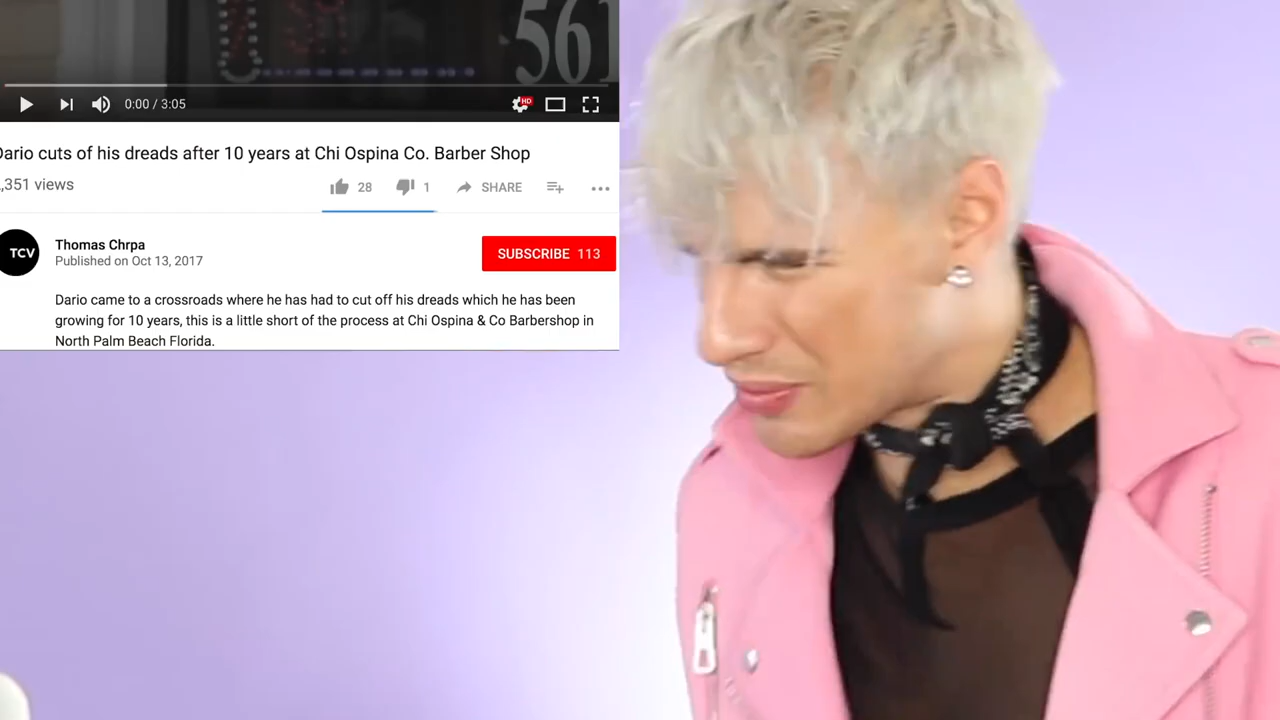 561
0:00 / 3:05
HD
Dario cuts of his dreads after 10 years at Chi Ospina Co. Barber Shop
,351 views
28
1
SHARE
TCV
Thomas Chrpa
Published on Oct 13, 2017
SUBSCRIBE 113
Dario came to a crossroads where he has had to cut off his dreads which he has been
growing for 10 years, this is a little short of the process at Chi Ospina & Co Barbershop in
North Palm Beach Florida.